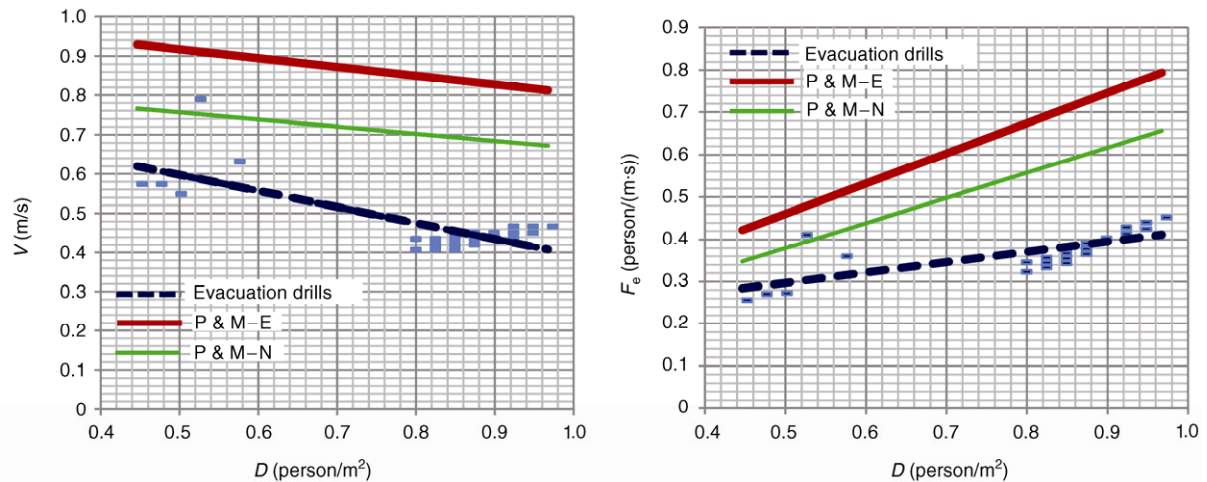 1.0
0.9
0.8
0.7
0.6
0.5
0.4
0.3
0.2
0.1
0
V (m/s)
Evacuation drills
P & M–E
P & M–N
0.4 0.5 0.6 0.7 0.8 0.9 1.0
D (person/m²)
0.9
0.8
0.7
0.6
0.5
0.4
0.3
0.2
0.1
0
Fe (person/(m·s))
Evacuation drills
P & M–E
P & M–N
0.4 0.5 0.6 0.7 0.8 0.9 1.0
D (person/m²)